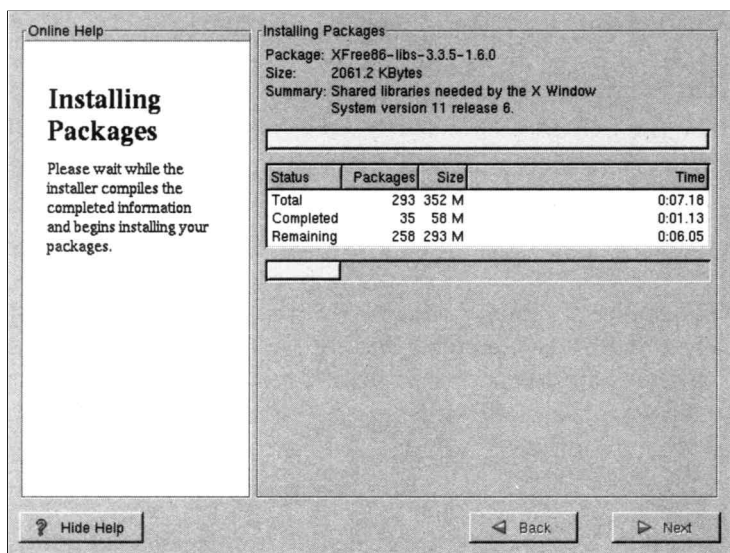 Online Help
Installing
Packages
Please wait while the
installer compiles the
completed information
and begins installing your
packages.
Installing Packages
Package: XFree86-libs-3.3.5-1.6.0
Size: 2061.2 KBytes
Summary: Shared libraries needed by the X Window
System version 11 release 6.
Status Packages Size Time
Total 293 352 M 0:07.18
Completed 35 58 M 0:01.13
Remaining 258 293 M 0:06.05
? Hide Help
Back
Next